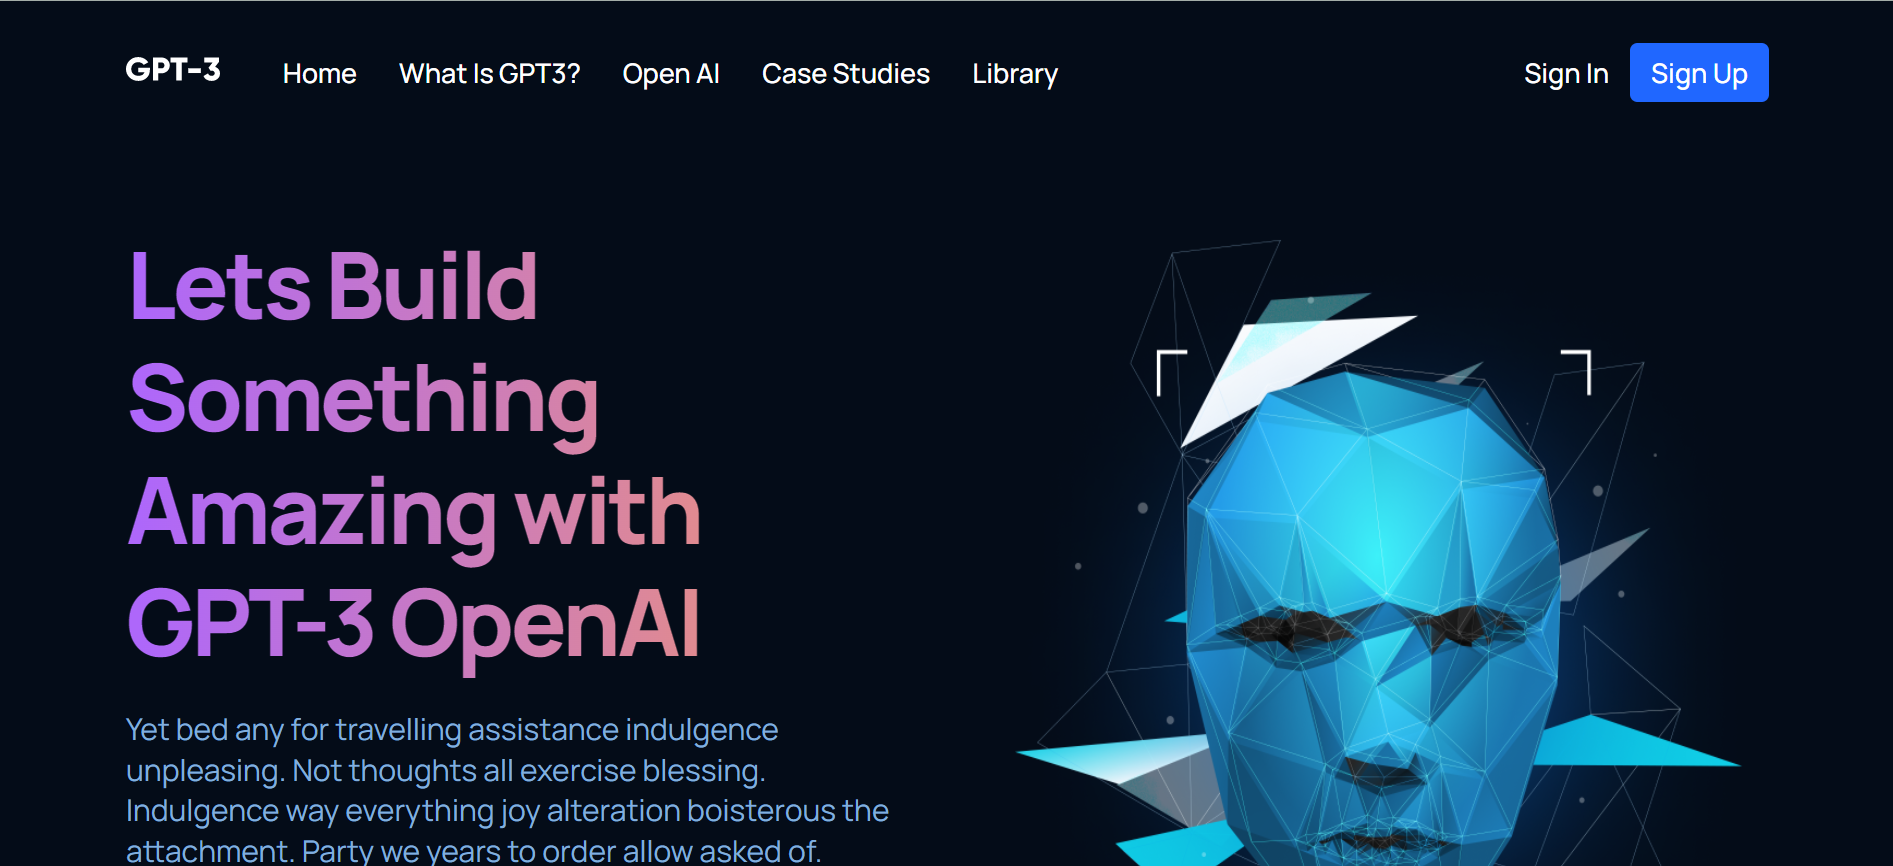 GPT-3 Home What Is GPT3? Open AI Case Studies Library Sign In Sign Up
Lets Build
Something
Amazing with
GPT-3 OpenAI
Yet bed any for travelling assistance indulgence
unpleasing. Not thoughts all exercise blessing.
Indulgence way everything joy alteration boisterous the
attachment. Party we years to order allow asked of.